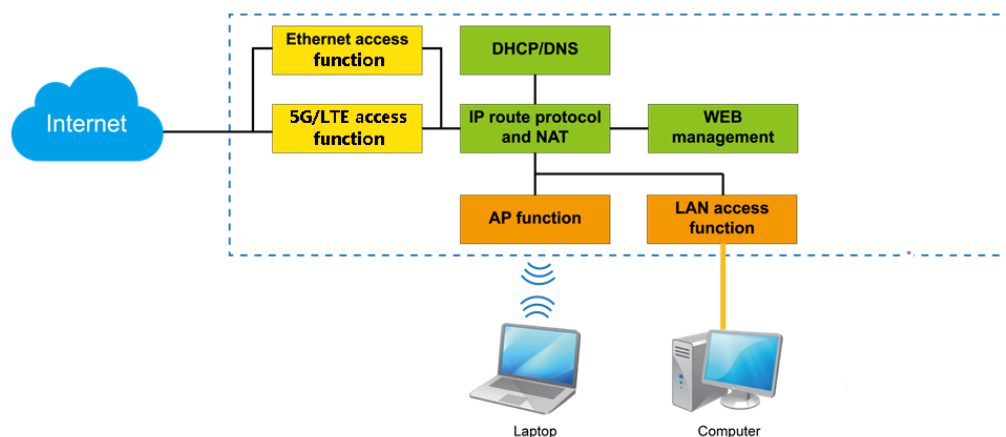 Ethernet access
function
DHCP/DNS
Internet
5G/LTE access
function
IP route protocol
and NAT
WEB
management
AP function
LAN access
function
Laptop
Computer